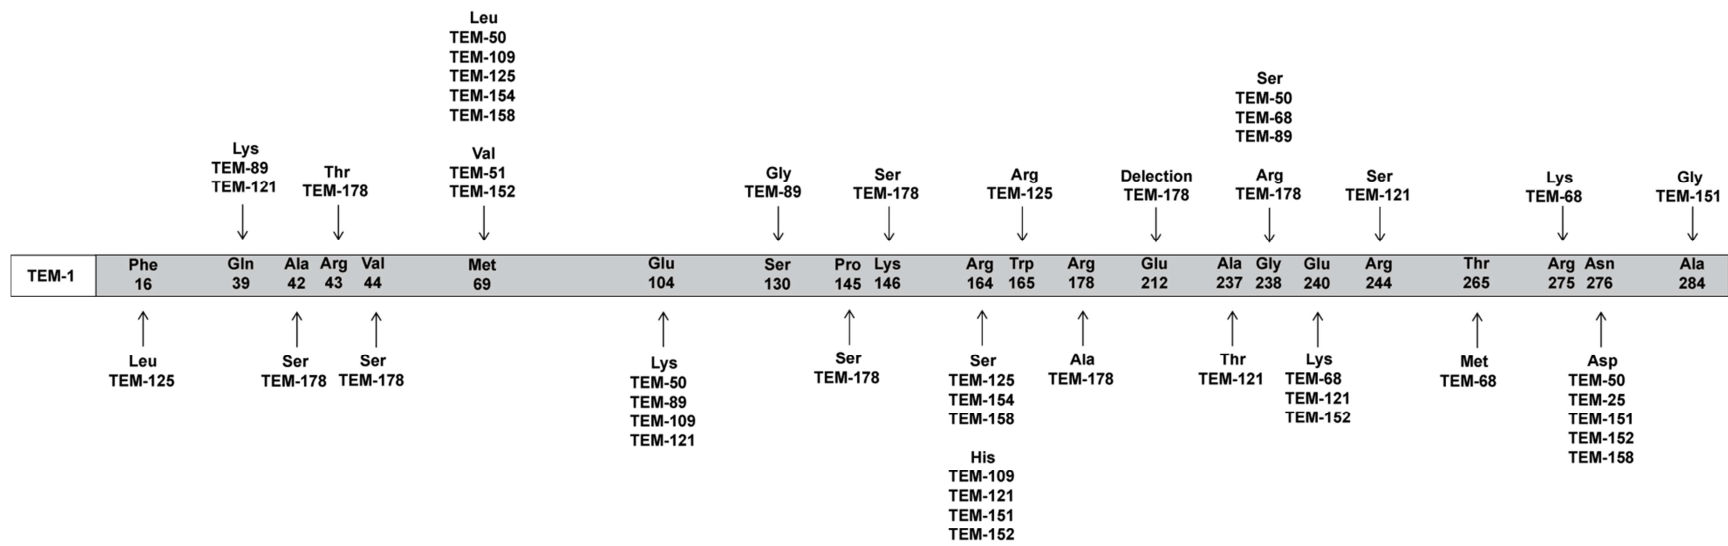 Leu
TEM-50
TEM-109
TEM-125
TEM-154
TEM-158
Val
TEM-51
TEM-152
Lys
TEM-89
TEM-121
Thr
TEM-178
Gly
TEM-89
Ser
TEM-178
Arg
TEM-125
Delection
TEM-178
Ser
TEM-50
TEM-68
TEM-89
Arg
TEM-178
Ser
TEM-121
Lys
TEM-68
Gly
TEM-151
TEM-1
Phe Gln Ala Arg Val Met Glu Ser Pro Lys Arg Trp Arg Glu Ala Gly Glu Arg Thr Arg Asn Ala
16 39 42 43 44 69 104 130 145 146 164 165 178 212 237 238 240 244 265 275 276 284
Leu
TEM-125
Ser
TEM-178
Ser
TEM-178
Lys
TEM-50
TEM-89
TEM-109
TEM-121
Ser
TEM-178
Ser
TEM-125
TEM-154
TEM-158
His
TEM-109
TEM-121
TEM-151
TEM-152
Ala
TEM-178
Thr
TEM-121
Lys
TEM-68
TEM-121
TEM-152
Met
TEM-68
Asp
TEM-50
TEM-25
TEM-151
TEM-152
TEM-158